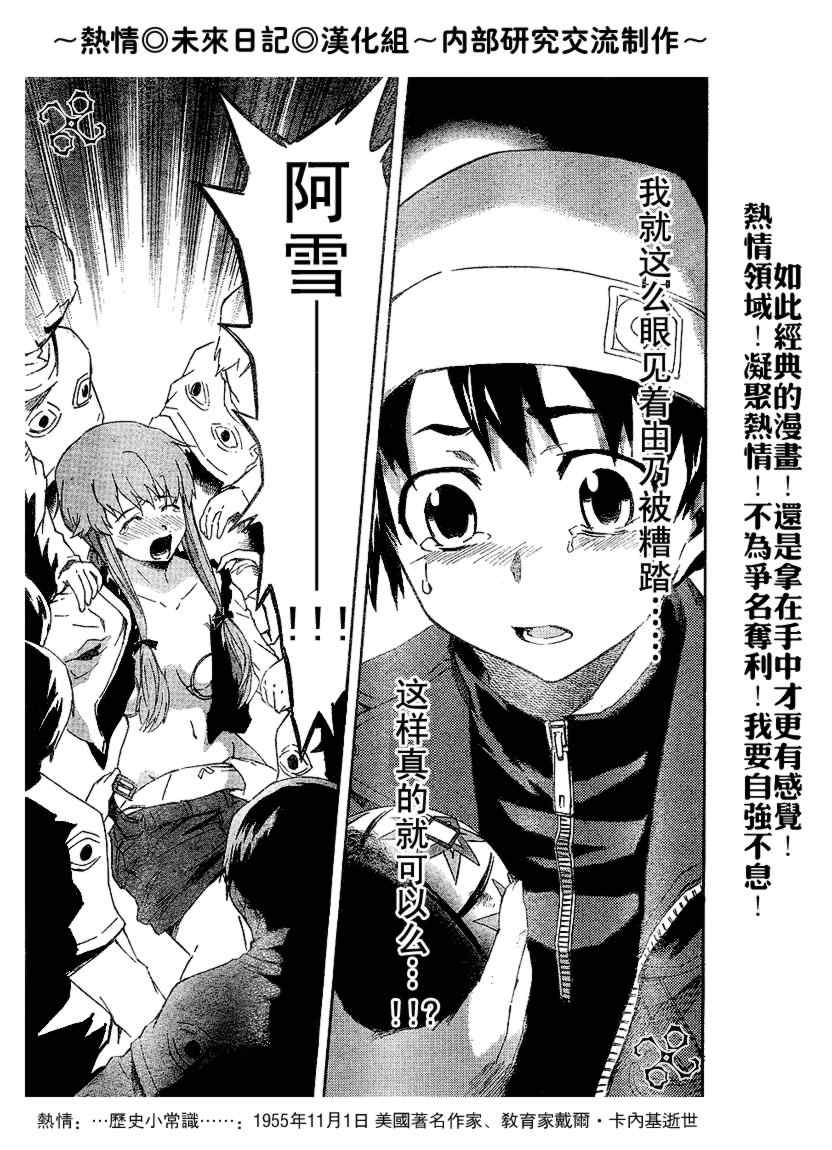 ～熱情◎未來日記◎漢化組～内部研究交流制作～
我就这么眼见着由乃被糟踏……
这样真的就可以么…!!?
阿雪——!!!
如此經典的漫畫！還是拿在手中才更有感覺！
熱情領域！凝聚熱情！不為爭名奪利！我要自強不息！
熱情：…歷史小常識……：1955年11月1日 美國著名作家、教育家戴爾·卡内基逝世